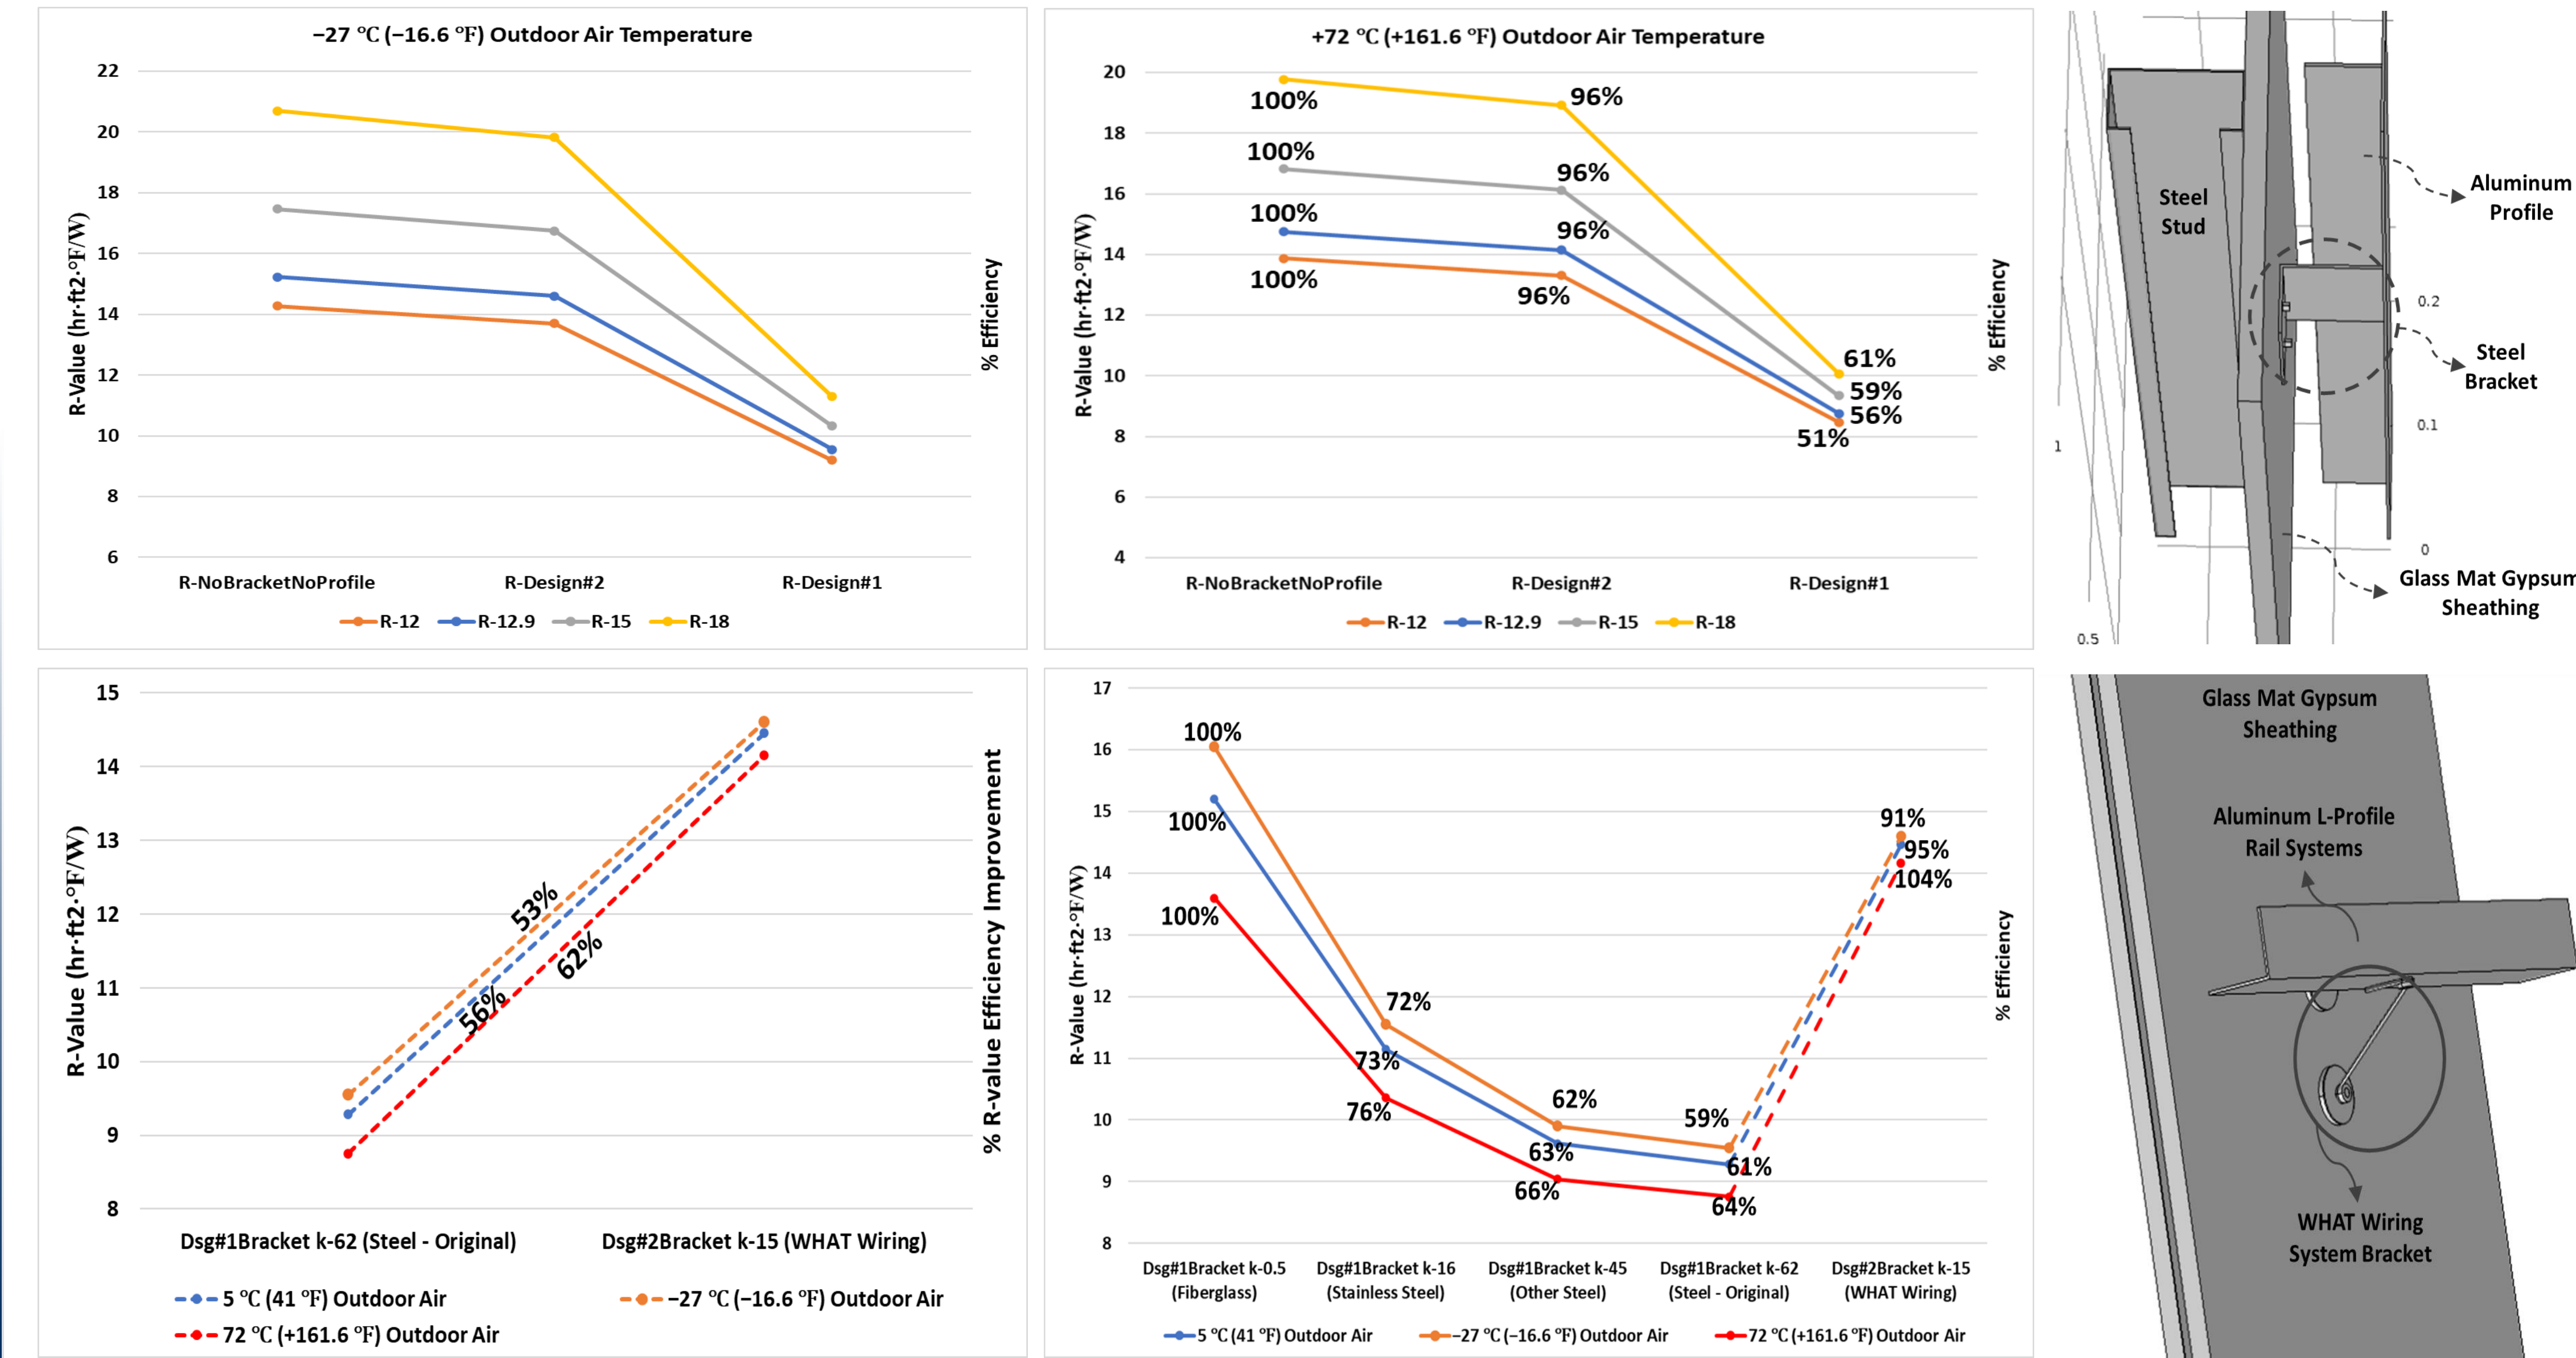 −27 °C (−16.6 °F) Outdoor Air Temperature
R-Value (hr·ft2·°F/W)
22
20
18
16
14
12
10
8
6
% Efficiency
R-NoBracketNoProfile R-Design#2 R-Design#1
R-12 R-12.9 R-15 R-18
+72 °C (+161.6 °F) Outdoor Air Temperature
R-Value (hr·ft2·°F/W)
20
18
16
14
12
10
8
6
4
100%
96%
100%
96%
100%
96%
100%
96%
61%
59%
56%
51%
% Efficiency
R-NoBracketNoProfile R-Design#2 R-Design#1
R-12 R-12.9 R-15 R-18
Steel
Stud
Aluminum
Profile
Steel
Bracket
Glass Mat Gypsum
Sheathing
0.2
0.1
0
1
0.5
R-Value (hr·ft2·°F/W)
15
14
13
12
11
10
9
8
53%
62%
56%
% R-value Efficiency Improvement
Dsg#1Bracket k-62 (Steel - Original) Dsg#2Bracket k-15 (WHAT Wiring)
5 °C (41 °F) Outdoor Air −27 °C (−16.6 °F) Outdoor Air
72 °C (+161.6 °F) Outdoor Air
R-Value (hr·ft2·°F/W)
17
16
15
14
13
12
11
10
9
8
100%
100%
100%
72%
73%
76%
62%
63%
66%
59%
61%
64%
91%
95%
104%
% Efficiency
Dsg#1Bracket k-0.5 Dsg#1Bracket k-16 Dsg#1Bracket k-45 Dsg#1Bracket k-62 Dsg#2Bracket k-15
(Fiberglass) (Stainless Steel) (Other Steel) (Steel - Original) (WHAT Wiring)
5 °C (41 °F) Outdoor Air −27 °C (−16.6 °F) Outdoor Air 72 °C (+161.6 °F) Outdoor Air
Glass Mat Gypsum
Sheathing
Aluminum L-Profile
Rail Systems
WHAT Wiring
System Bracket